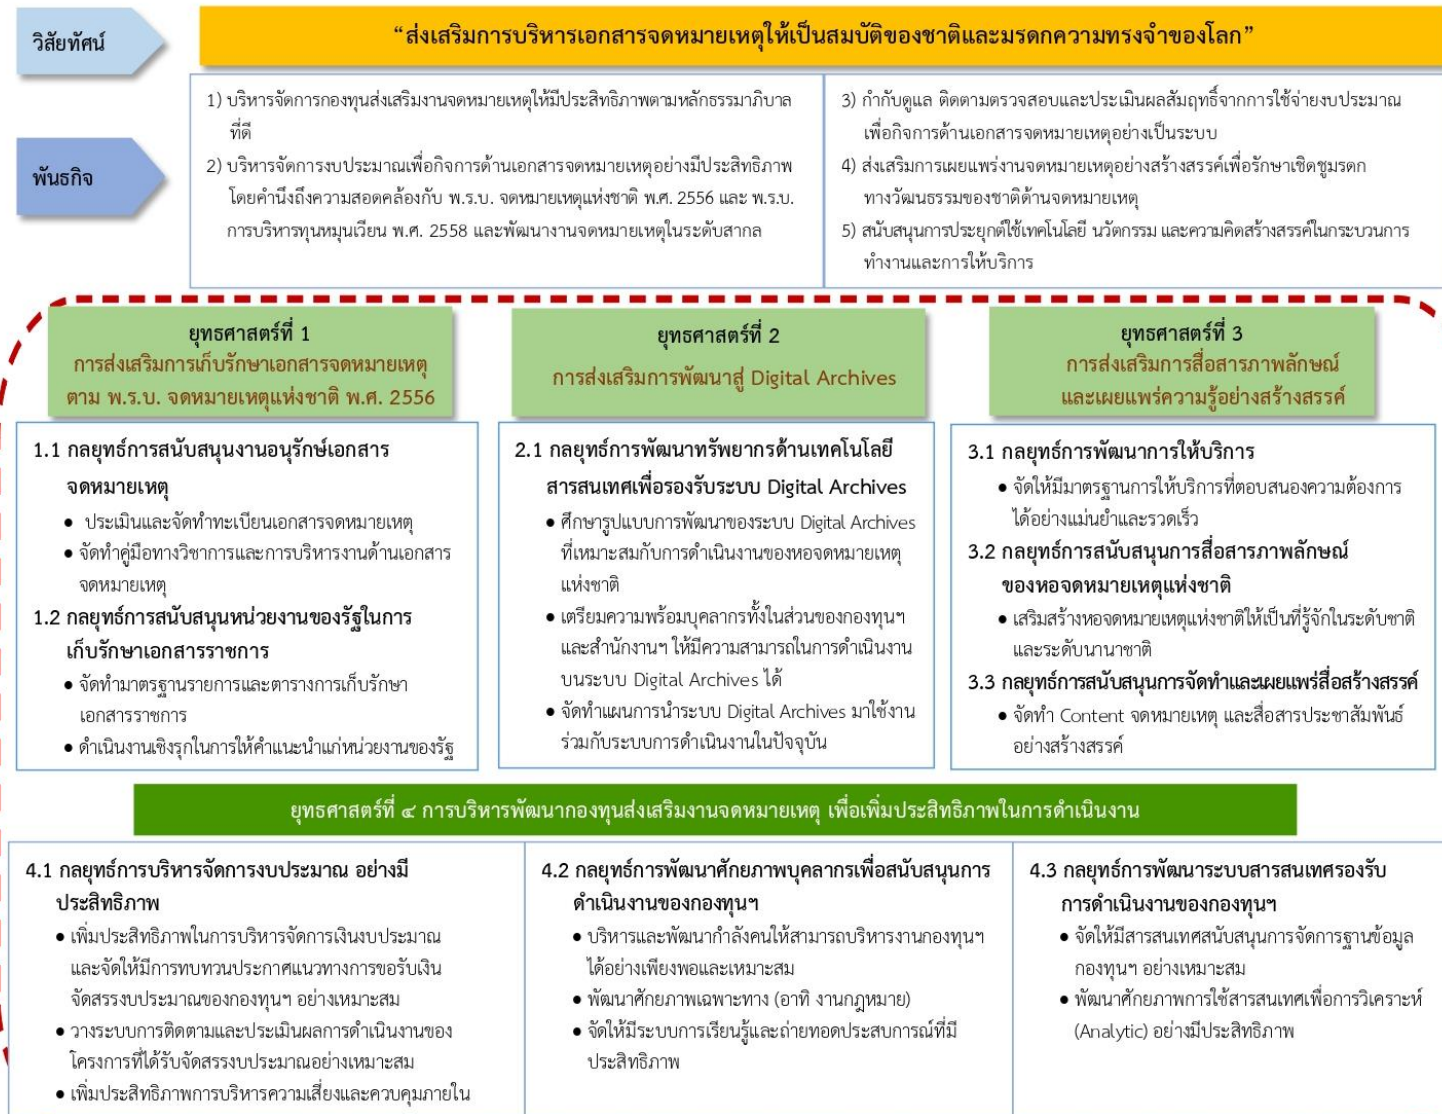 วิสัยทัศน์
“ส่งเสริมการบริหารเอกสารจดหมายเหตุให้เป็นสมบัติของชาติและมรดกความทรงจำของโลก”
พันธกิจ
1) บริหารจัดการกองทุนส่งเสริมงานจดหมายเหตุให้มีประสิทธิภาพตามหลักธรรมาภิบาล
ที่ดี
2) บริหารจัดการงบประมาณเพื่อกิจการด้านเอกสารจดหมายเหตุอย่างมีประสิทธิภาพ
โดยคำนึงถึงความสอดคล้องกับ พ.ร.บ. จดหมายเหตุแห่งชาติ พ.ศ. 2556 และ พ.ร.บ.
การบริหารทุนหมุนเวียน พ.ศ. 2558 และพัฒนางานจดหมายเหตุในระดับสากล
3) กำกับดูแล ติดตามตรวจสอบและประเมินผลสัมฤทธิ์จากการใช้จ่ายงบประมาณ
เพื่อกิจการด้านเอกสารจดหมายเหตุอย่างเป็นระบบ
4) ส่งเสริมการเผยแพร่งานจดหมายเหตุอย่างสร้างสรรค์เพื่อรักษาเชิดชูมรดก
ทางวัฒนธรรมของชาติด้านจดหมายเหตุ
5) สนับสนุนการประยุกต์ใช้เทคโนโลยี นวัตกรรม และความคิดสร้างสรรค์ในกระบวนการ
ทำงานและการให้บริการ
ยุทธศาสตร์ที่ 1
การส่งเสริมการเก็บรักษาเอกสารจดหมายเหตุ
ตาม พ.ร.บ. จดหมายเหตุแห่งชาติ พ.ศ. 2556
1.1 กลยุทธ์การสนับสนุนงานอนุรักษ์เอกสาร
จดหมายเหตุ
• ประเมินและจัดทำทะเบียนเอกสารจดหมายเหตุ
• จัดทำคู่มือทางวิชาการและการบริหารงานด้านเอกสาร
จดหมายเหตุ
1.2 กลยุทธ์การสนับสนุนหน่วยงานของรัฐในการ
เก็บรักษาเอกสารราชการ
• จัดทำมาตรฐานรายการและตารางการเก็บรักษา
เอกสารราชการ
• ดำเนินงานเชิงรุกในการให้คำแนะนำแก่หน่วยงานของรัฐ
ยุทธศาสตร์ที่ 2
การส่งเสริมการพัฒนาสู่ Digital Archives
2.1 กลยุทธ์การพัฒนาทรัพยากรด้านเทคโนโลยี
สารสนเทศเพื่อรองรับระบบ Digital Archives
• ศึกษารูปแบบการพัฒนาของระบบ Digital Archives
ที่เหมาะสมกับการดำเนินงานของหอจดหมายเหตุ
แห่งชาติ
• เตรียมความพร้อมบุคลากรทั้งในส่วนของกองทุนฯ
และสำนักงานฯ ให้มีความสามารถในการดำเนินงาน
บนระบบ Digital Archives ได้
• จัดทำแผนการนำระบบ Digital Archives มาใช้งาน
ร่วมกับระบบการดำเนินงานในปัจจุบัน
ยุทธศาสตร์ที่ 3
การส่งเสริมการสื่อสารภาพลักษณ์
และเผยแพร่ความรู้อย่างสร้างสรรค์
3.1 กลยุทธ์การพัฒนาการให้บริการ
• จัดให้มีมาตรฐานการให้บริการที่ตอบสนองความต้องการ
ได้อย่างแม่นยำและรวดเร็ว
3.2 กลยุทธ์การสนับสนุนการสื่อสารภาพลักษณ์
ของหอจดหมายเหตุแห่งชาติ
• เสริมสร้างหอจดหมายเหตุแห่งชาติให้เป็นที่รู้จักในระดับชาติ
และระดับนานาชาติ
3.3 กลยุทธ์การสนับสนุนการจัดทำและเผยแพร่สื่อสร้างสรรค์
• จัดทำ Content จดหมายเหตุ และสื่อสารประชาสัมพันธ์
อย่างสร้างสรรค์
ยุทธศาสตร์ที่ ๔ การบริหารพัฒนากองทุนส่งเสริมงานจดหมายเหตุ เพื่อเพิ่มประสิทธิภาพในการดำเนินงาน
4.1 กลยุทธ์การบริหารจัดการงบประมาณ อย่างมี
ประสิทธิภาพ
• เพิ่มประสิทธิภาพในการบริหารจัดการเงินงบประมาณ
และจัดให้มีการทบทวนประกาศแนวทางการขอรับเงิน
จัดสรรงบประมาณของกองทุนฯ อย่างเหมาะสม
• วางระบบการติดตามและประเมินผลการดำเนินงานของ
โครงการที่ได้รับจัดสรรงบประมาณอย่างเหมาะสม
• เพิ่มประสิทธิภาพการบริหารความเสี่ยงและควบคุมภายใน
4.2 กลยุทธ์การพัฒนาศักยภาพบุคลากรเพื่อสนับสนุนการ
ดำเนินงานของกองทุนฯ
• บริหารและพัฒนากำลังคนให้สามารถบริหารงานกองทุนฯ
ได้อย่างเพียงพอและเหมาะสม
• พัฒนาศักยภาพเฉพาะทาง (อาทิ งานกฎหมาย)
• จัดให้มีระบบการเรียนรู้และถ่ายทอดประสบการณ์ที่มี
ประสิทธิภาพ
4.3 กลยุทธ์การพัฒนาระบบสารสนเทศรองรับ
การดำเนินงานของกองทุนฯ
• จัดให้มีสารสนเทศสนับสนุนการจัดการฐานข้อมูล
กองทุนฯ อย่างเหมาะสม
• พัฒนาศักยภาพการใช้สารสนเทศเพื่อการวิเคราะห์
(Analytic) อย่างมีประสิทธิภาพ